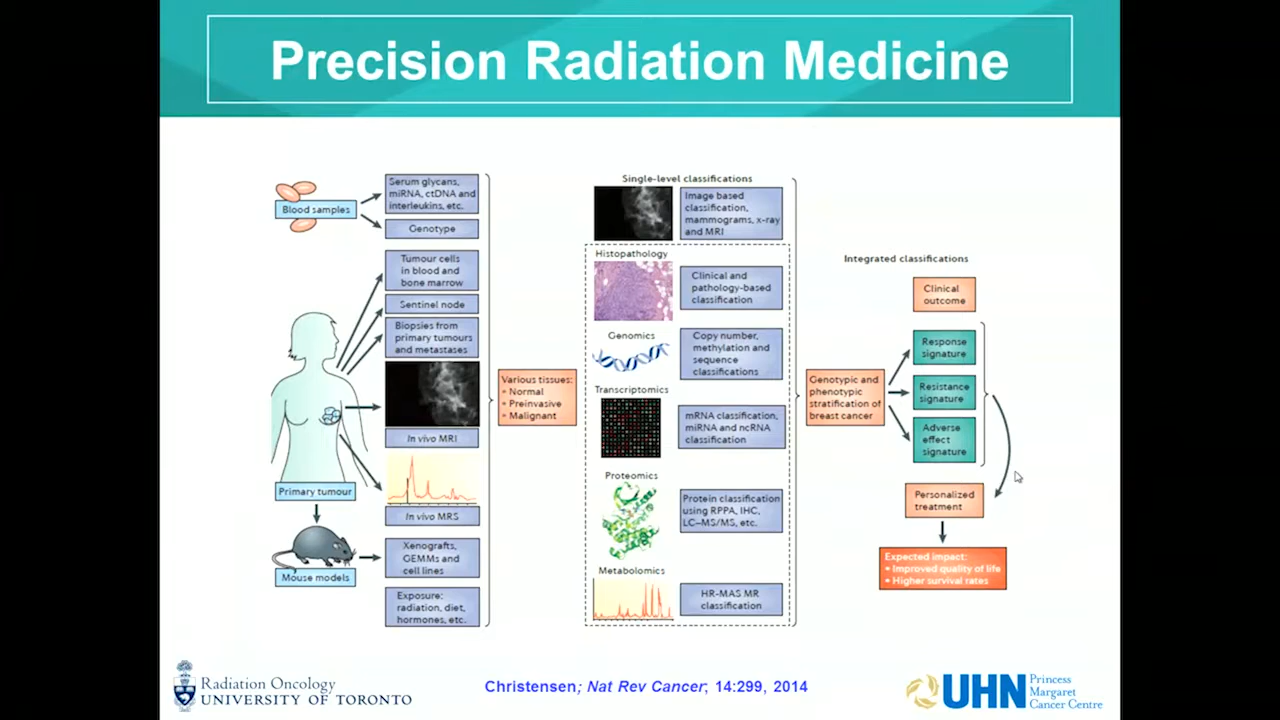 Precision Radiation Medicine
Blood samples
Serum glycans,
miRNA, ctDNA and
interleukins, etc.
Genotype
Tumour cells
in blood and
bone marrow
Sentinel node
Biopsies from
primary tumours
and metastases
In vivo MRI
In vivo MRS
Primary tumour
Mouse models
Xenografts,
GEMMs and
cell lines
Exposure:
radiation, diet,
hormones, etc.
Various tissues:
• Normal
• Preinvasive
• Malignant
Single-level classifications
Image based
classification,
mammograms, x-ray
and MRI
Histopathology
Clinical and
pathology-based
classification
Genomics
Copy number,
methylation and
sequence
classifications
Transcriptomics
mRNA classification,
miRNA and ncRNA
classification
Proteomics
Protein classification
using RPPA, IHC,
LC–MS/MS, etc.
Metabolomics
HR-MAS MR
classification
Integrated classifications
Clinical
outcome
Genotypic and
phenotypic
stratification of
breast cancer
Response
signature
Resistance
signature
Adverse
effect
signature
Personalized
treatment
Expected impact:
• Improved quality of life
• Higher survival rates
Radiation Oncology
UNIVERSITY OF TORONTO
Christensen; Nat Rev Cancer; 14:299, 2014
UHN
Princess
Margaret
Cancer Centre